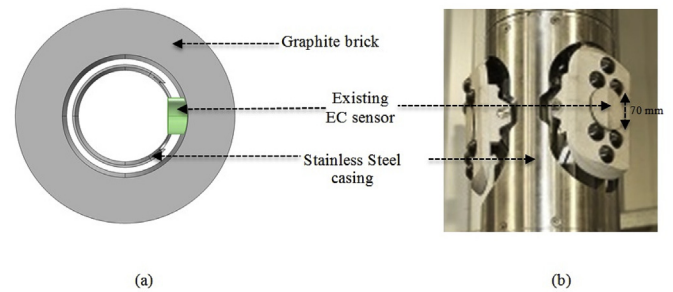 Graphite brick
Existing
EC sensor
70 mm
Stainless Steel
casing
(a)
(b)